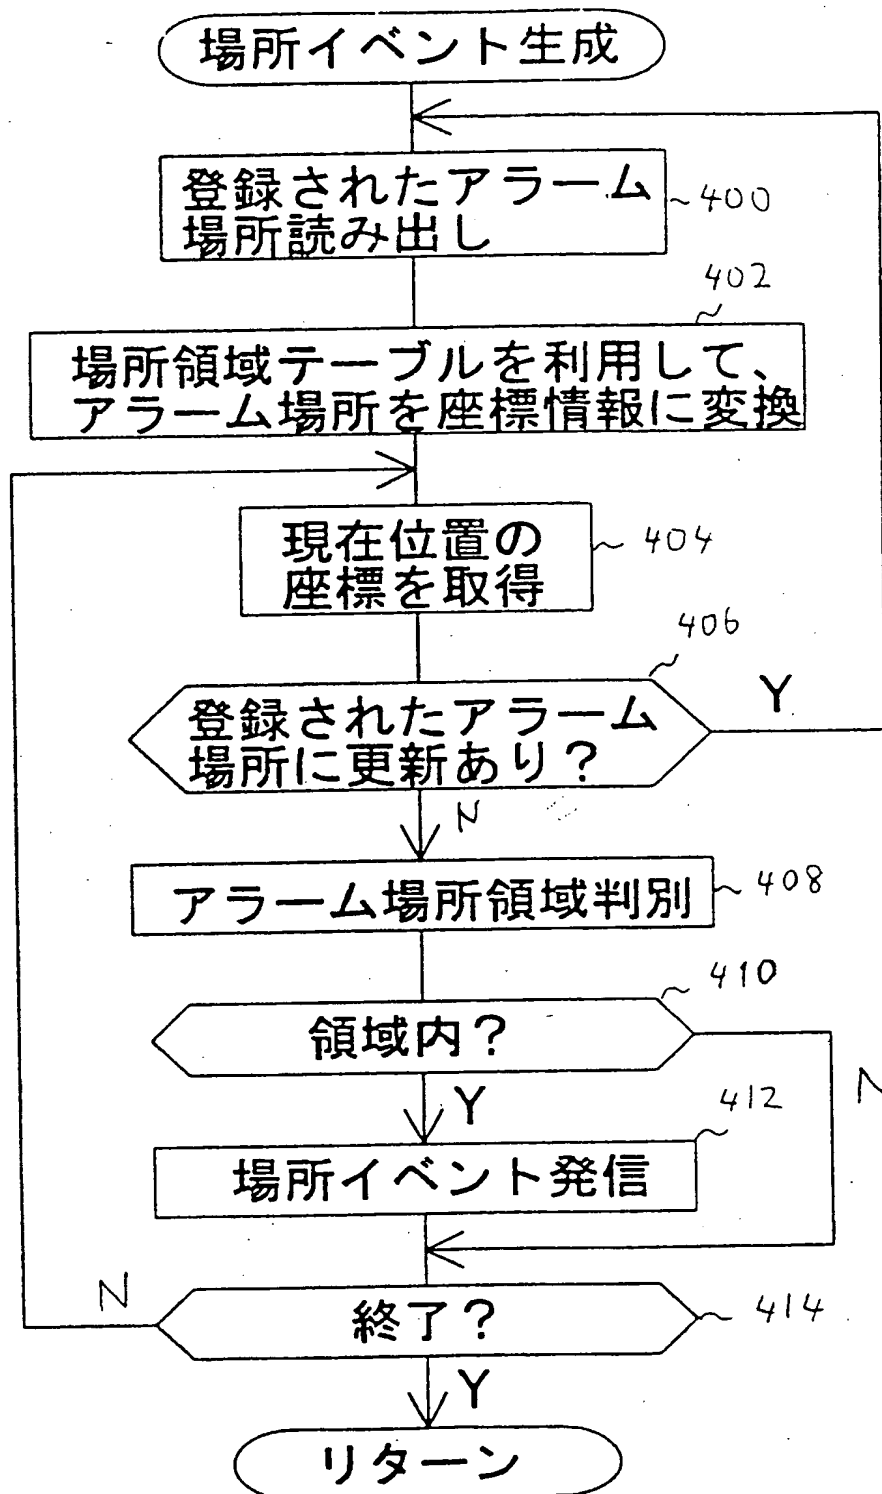 場所イベント生成
登録されたアラーム
場所読み出し
400
402
場所領域テーブルを利用して、
アラーム場所を座標情報に変換
現在位置の
座標を取得
404
406
登録されたアラーム
場所に更新あり?
Y
N
アラーム場所領域判別
408
410
領域内?
N
Y
412
場所イベント発信
N
終了?
414
Y
リターン